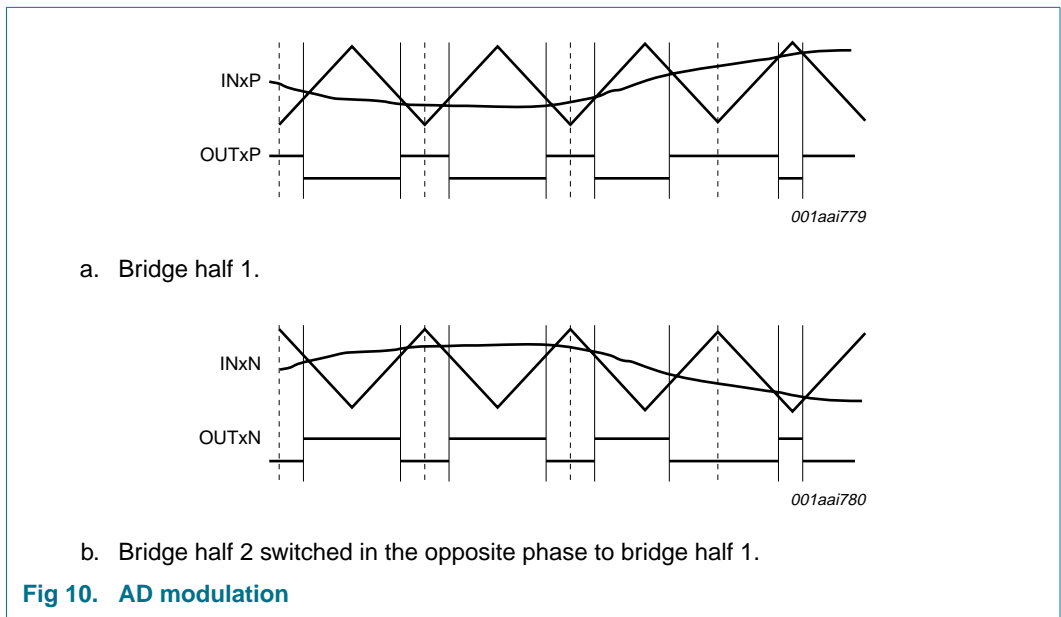 INxP
OUTxP
001aai779
a. Bridge half 1.
INxN
OUTxN
001aai780
b. Bridge half 2 switched in the opposite phase to bridge half 1.
Fig 10. AD modulation